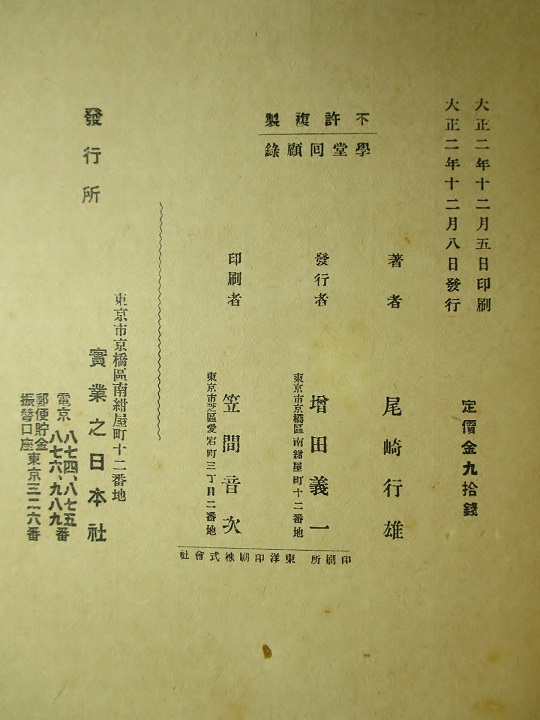 大正二年十二月五日印刷
大正二年十二月八日發行
定價金九拾錢
不許複製
學堂回顧錄
著者
尾崎行雄
發行者
東京市京橋區南紺屋町十二番地
增田義一
印刷者
東京市芝區愛宕町三丁目二番地
笠間音次
印刷所 東洋印刷株式會社
發行所
東京市京橋區南紺屋町十二番地
實業之日本社
電京 八七四、八七五
八七六、九八九番
郵便貯金
振替口座 東京三二六番